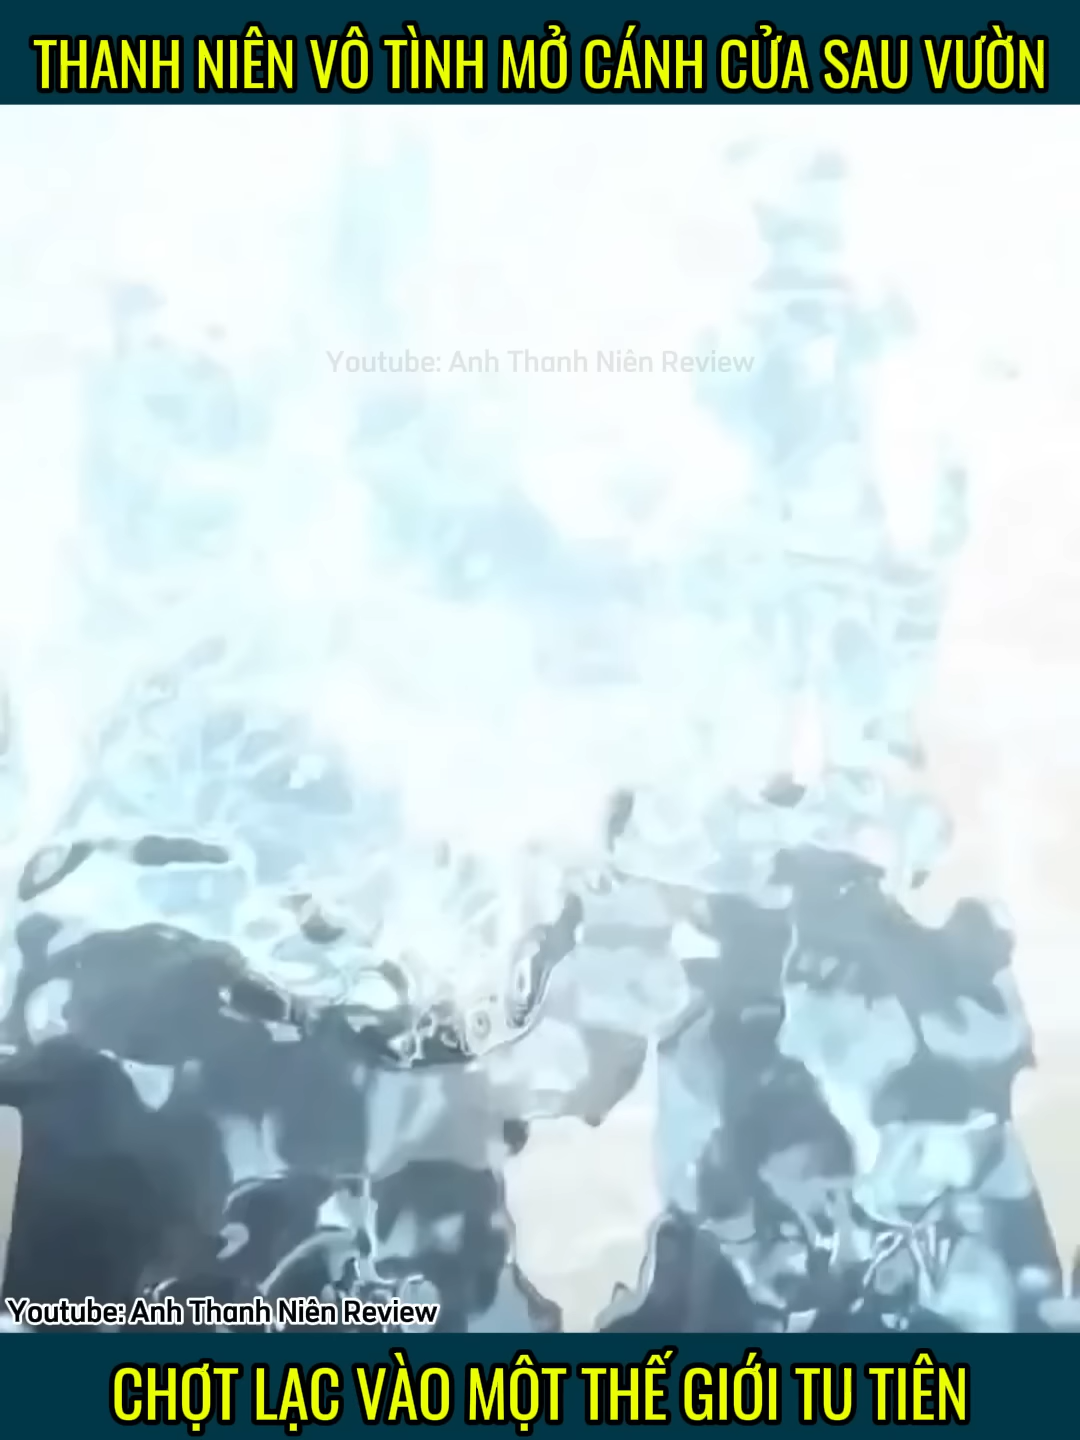 THANH NIÊN VÔ TÌNH MỞ CÁNH CỬA SAU VƯỜN
Youtube: Anh Thanh Niên Review
Youtube: Anh Thanh Niên Review
CHỢT LẠC VÀO MỘT THẾ GIỚI TU TIÊN